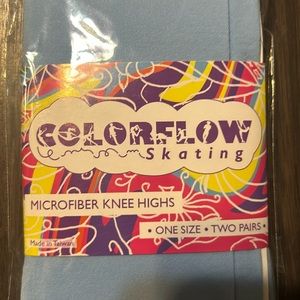 COLORFLOW
Skating
MICROFIBER KNEE HIGHS
• ONE SIZE • TWO PAIRS •
Made in Taiwan